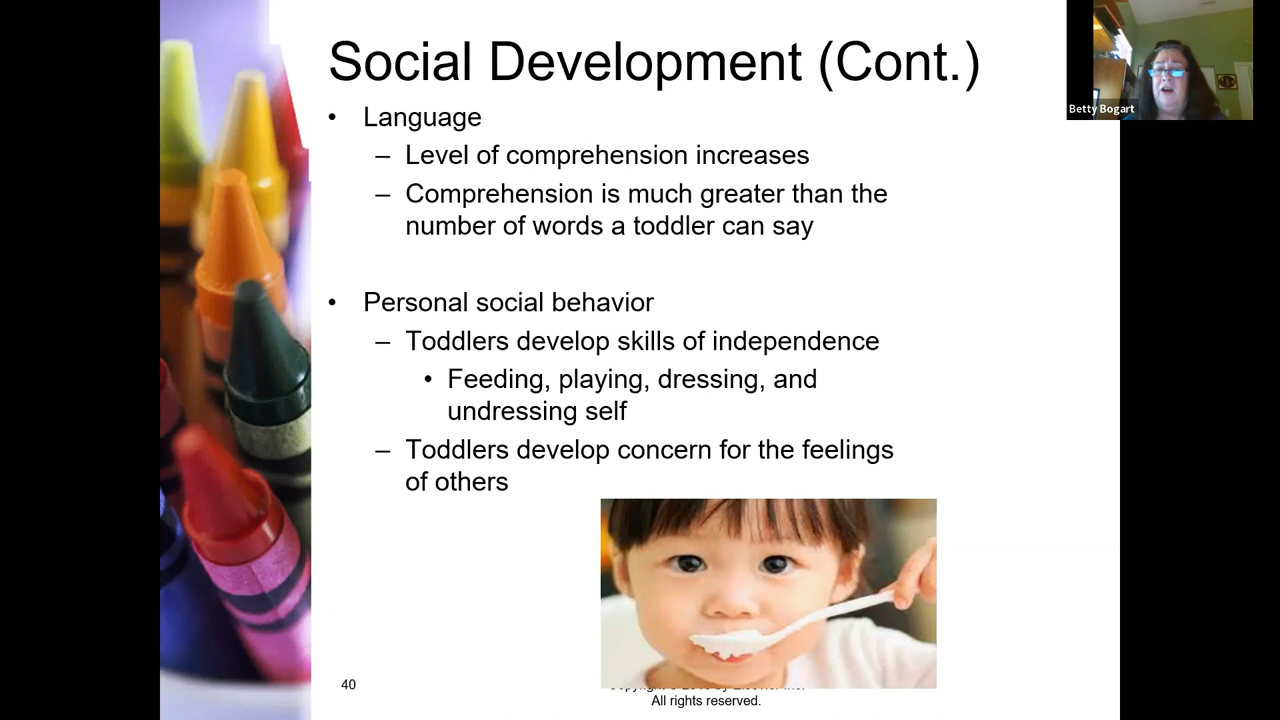 Social Development (Cont.)
Betty Bogart
• Language
– Level of comprehension increases
– Comprehension is much greater than the
number of words a toddler can say
• Personal social behavior
– Toddlers develop skills of independence
• Feeding, playing, dressing, and
undressing self
– Toddlers develop concern for the feelings
of others
40
All rights reserved.